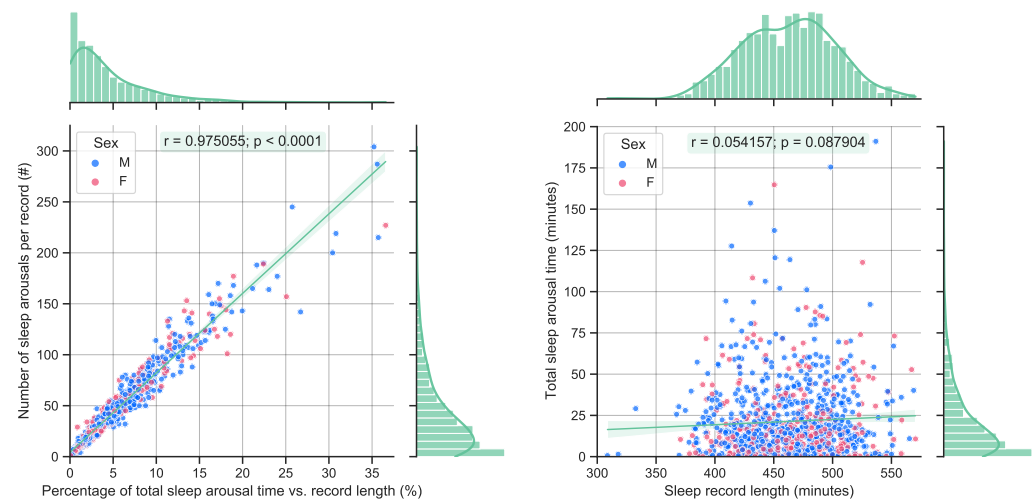 Sex
M
F
r = 0.975055; p < 0.0001
300
250
200
150
100
50
0
Number of sleep arousals per record (#)
0 5 10 15 20 25 30 35
Percentage of total sleep arousal time vs. record length (%)
Sex
M
F
r = 0.054157; p = 0.087904
200
175
150
125
100
75
50
25
0
Total sleep arousal time (minutes)
300 350 400 450 500 550
Sleep record length (minutes)